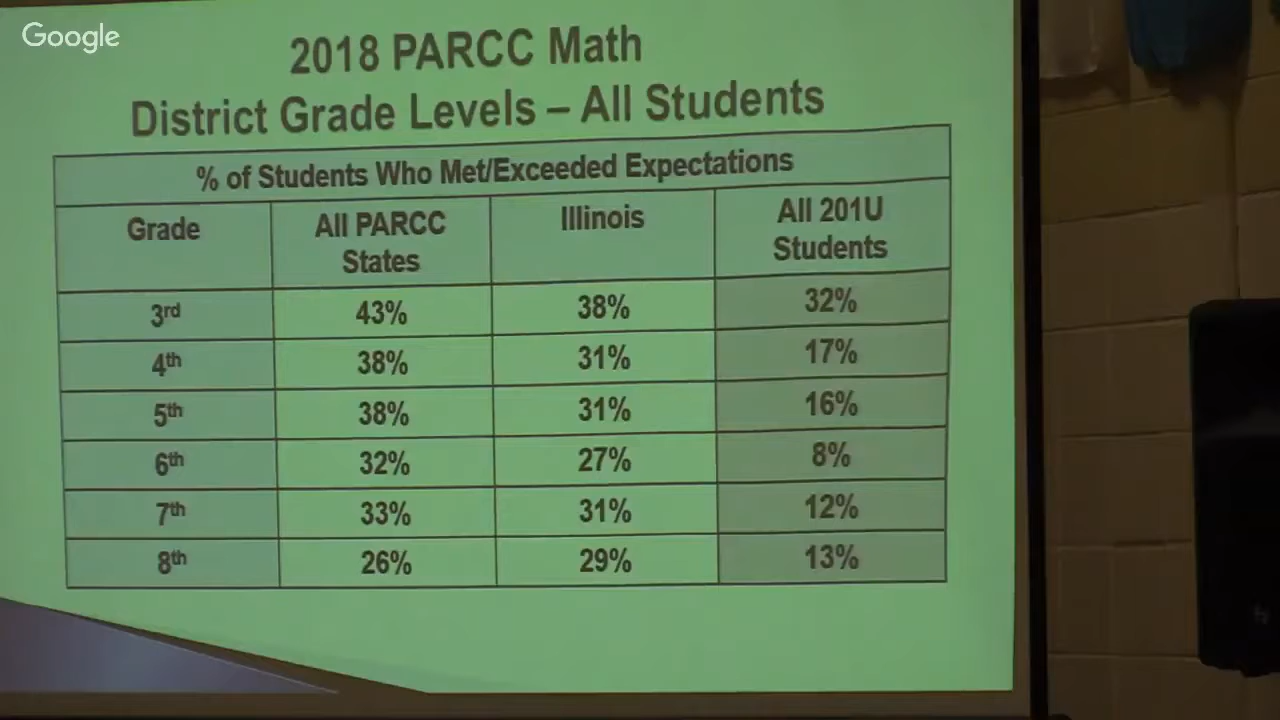 Google
2018 PARCC Math
District Grade Levels – All Students
% of Students Who Met/Exceeded Expectations
Grade All PARCC States Illinois All 201U Students
3rd 43% 38% 32%
4th 38% 31% 17%
5th 38% 31% 16%
6th 32% 27% 8%
7th 33% 31% 12%
8th 26% 29% 13%